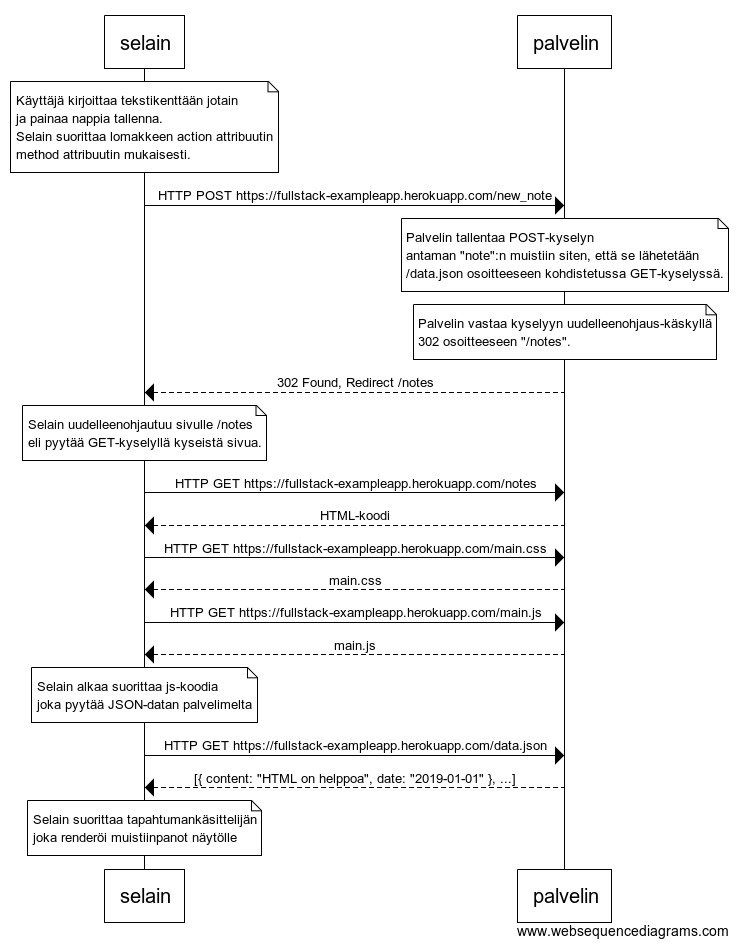 selain
palvelin
Käyttäjä kirjoittaa tekstikenttään jotain
ja painaa nappia tallenna.
Selain suorittaa lomakkeen action attribuutin
method attribuutin mukaisesti.
HTTP POST https://fullstack-exampleapp.herokuapp.com/new_note
Palvelin tallentaa POST-kyselyn
antaman "note":n muistiin siten, että se lähetetään
/data.json osoitteeseen kohdistetussa GET-kyselyssä.
Palvelin vastaa kyselyyn uudelleenohjaus-käskyllä
302 osoitteeseen "/notes".
302 Found, Redirect /notes
Selain uudelleenohjautuu sivulle /notes
eli pyytää GET-kyselyllä kyseistä sivua.
HTTP GET https://fullstack-exampleapp.herokuapp.com/notes
HTML-koodi
HTTP GET https://fullstack-exampleapp.herokuapp.com/main.css
main.css
HTTP GET https://fullstack-exampleapp.herokuapp.com/main.js
main.js
Selain alkaa suorittaa js-koodia
joka pyytää JSON-datan palvelimelta
HTTP GET https://fullstack-exampleapp.herokuapp.com/data.json
[{ content: "HTML on helppoa", date: "2019-01-01" }, ...]
Selain suorittaa tapahtumankäsittelijän
joka renderöi muistiinpanot näytölle
selain
palvelin
www.websequencediagrams.com